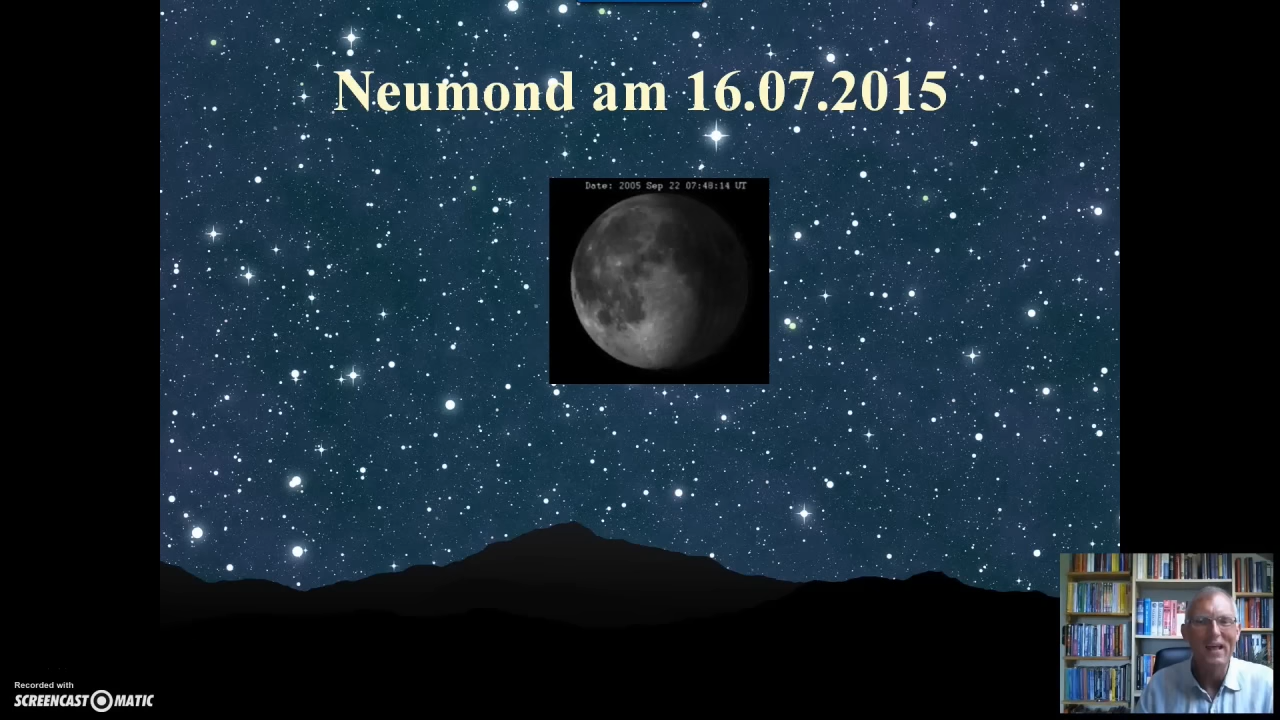 Neumond am 16.07.2015
Date: 2005 Sep 22 07:48:14 UT
Recorded with
SCREENCAST MATIC